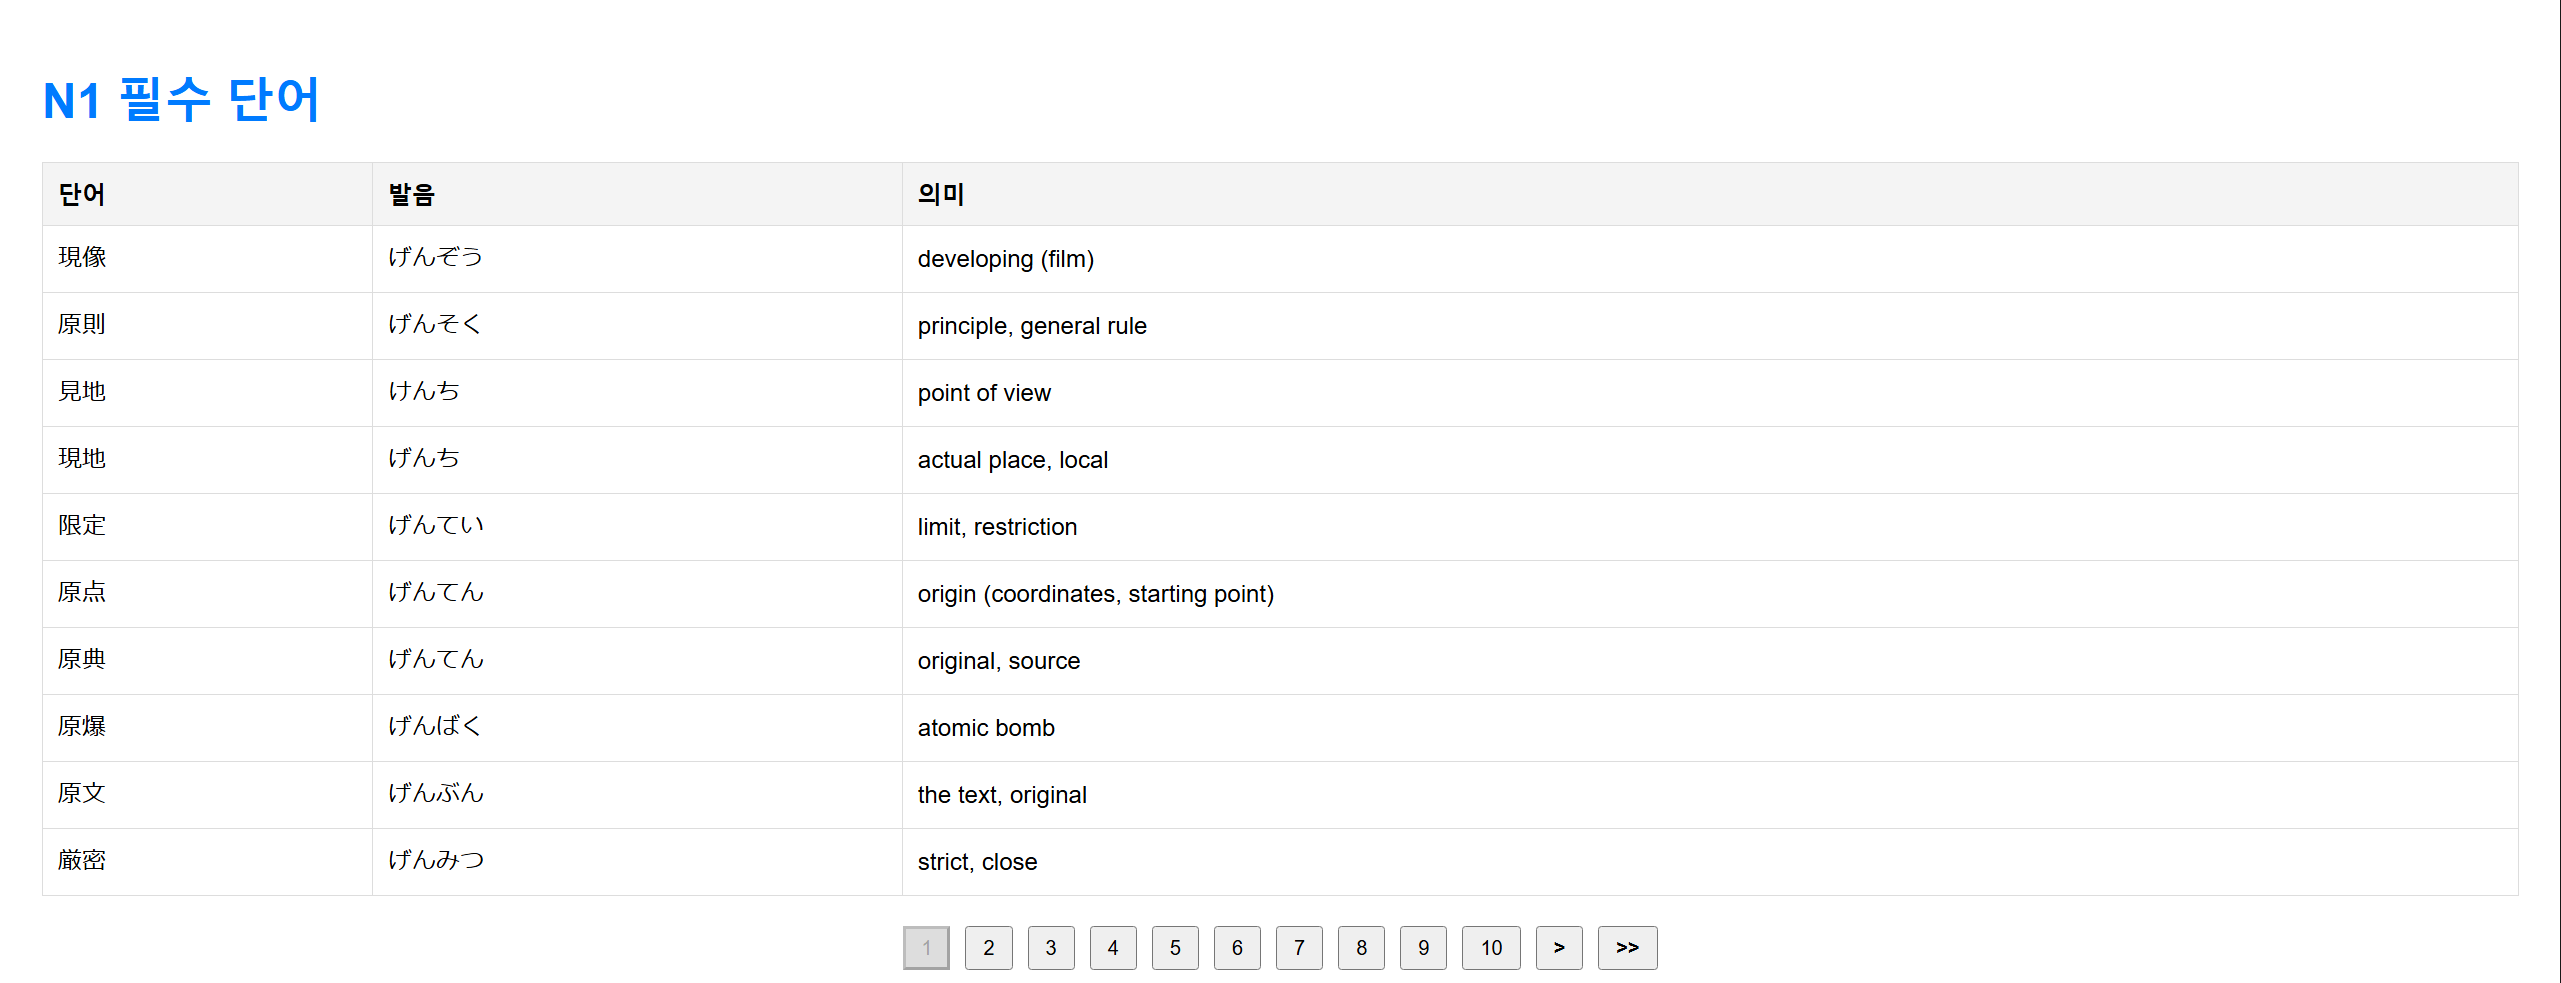 N1 필수 단어
단어 발음 의미
現像 げんぞう developing (film)
原則 げんそく principle, general rule
見地 けんち point of view
現地 げんち actual place, local
限定 げんてい limit, restriction
原点 げんてん origin (coordinates, starting point)
原典 げんてん original, source
原爆 げんばく atomic bomb
原文 げんぶん the text, original
厳密 げんみつ strict, close
1 2 3 4 5 6 7 8 9 10 > >>